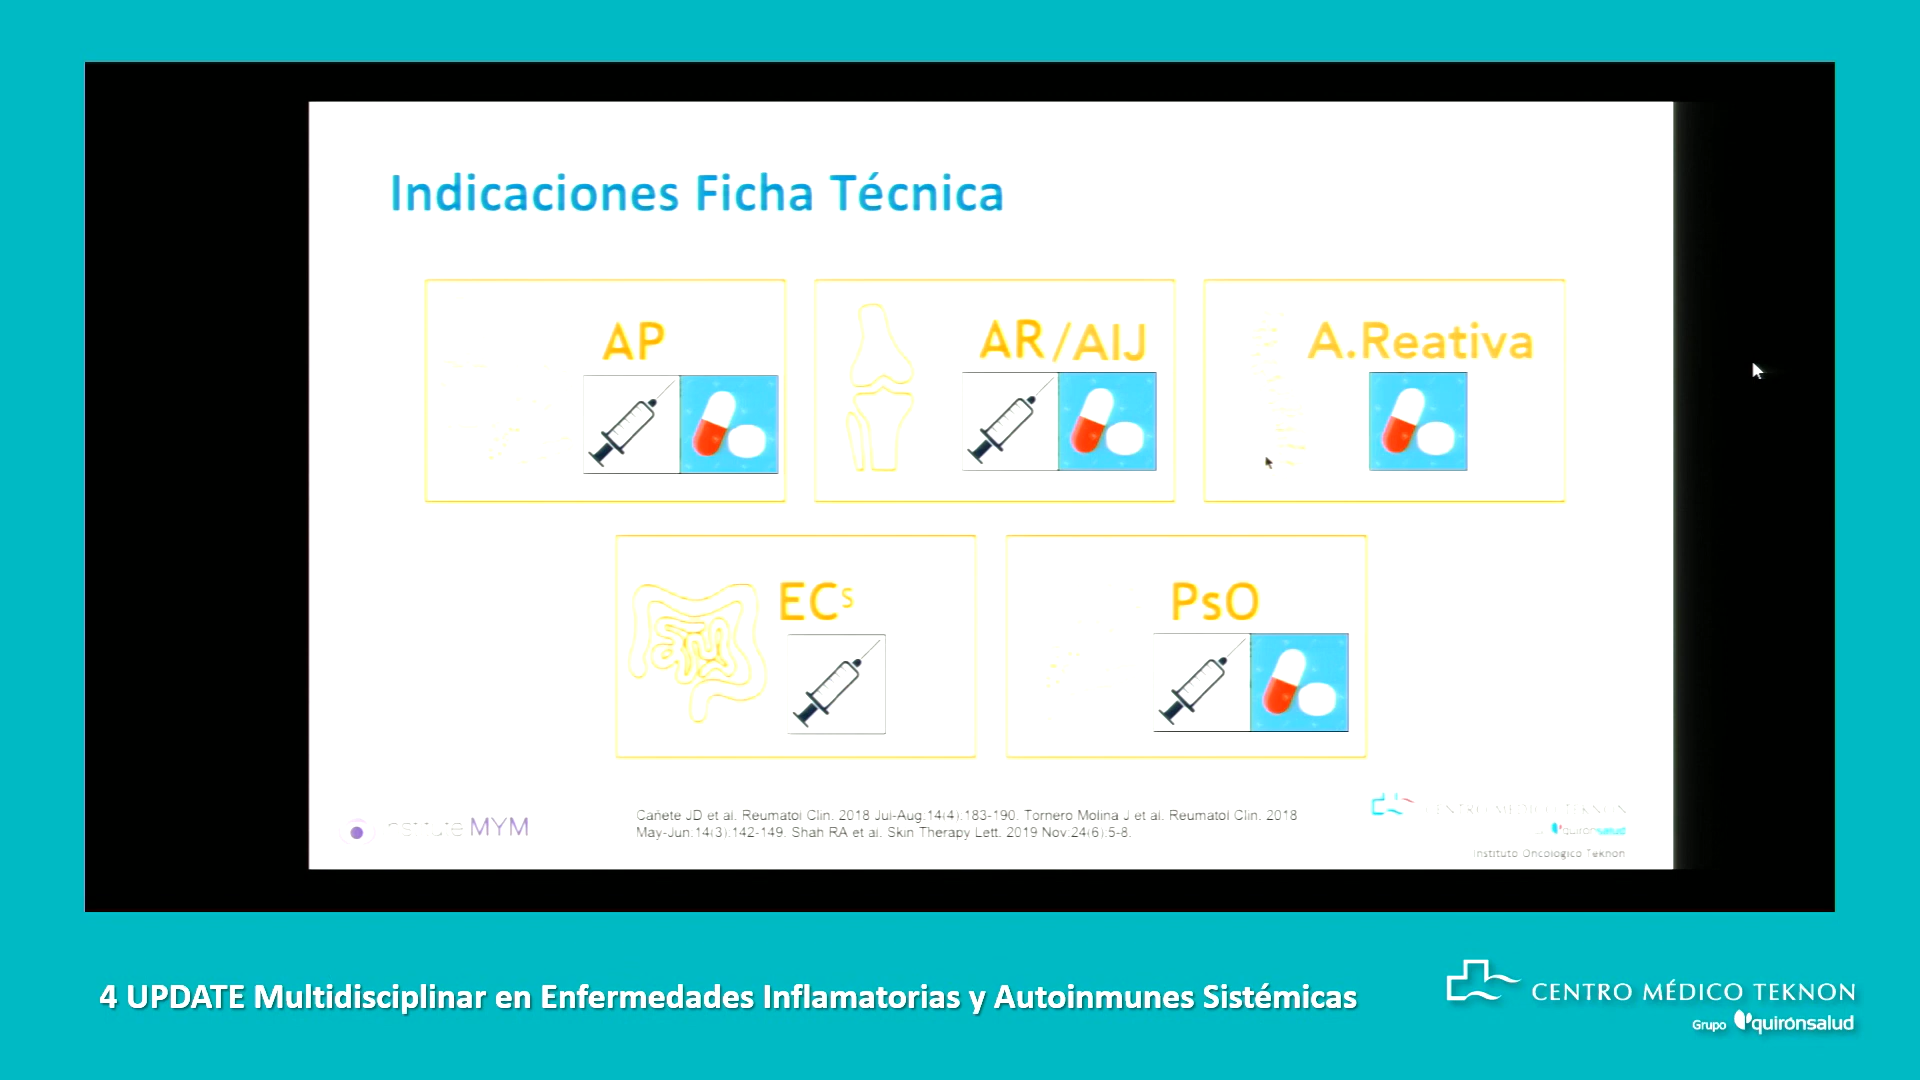 Indicaciones Ficha Técnica
AP
AR/AIJ
A.Reativa
ECs
PsO
MYM
Cañete JD et al. Reumatol Clin. 2018 Jul-Aug;14(4):183-190. Tornero Molina J et al. Reumatol Clin. 2018
May-Jun;14(3):142-149. Shah RA et al. Skin Therapy Lett. 2019 Nov;24(6):5-8.
CENTRO MÉDICO TEKNON
quirónsalud
Instituto Oncológico Teknon
4 UPDATE Multidisciplinar en Enfermedades Inflamatorias y Autoinmunes Sistémicas
CENTRO MÉDICO TEKNON
Grupo quirónsalud